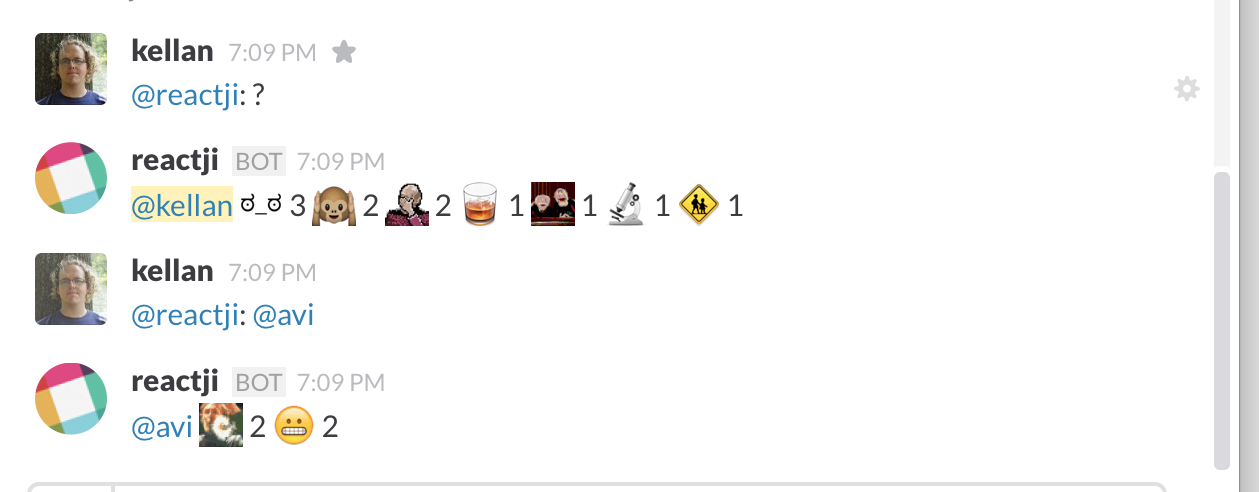 kellan 7:09 PM
@reactji: ?
reactji BOT 7:09 PM
@kellan ಠ_ಠ 3 🙉 2 2 🥃 1 1 🔬 1 🚸 1
kellan 7:09 PM
@reactji: @avi
reactji BOT 7:09 PM
@avi 2 😬 2